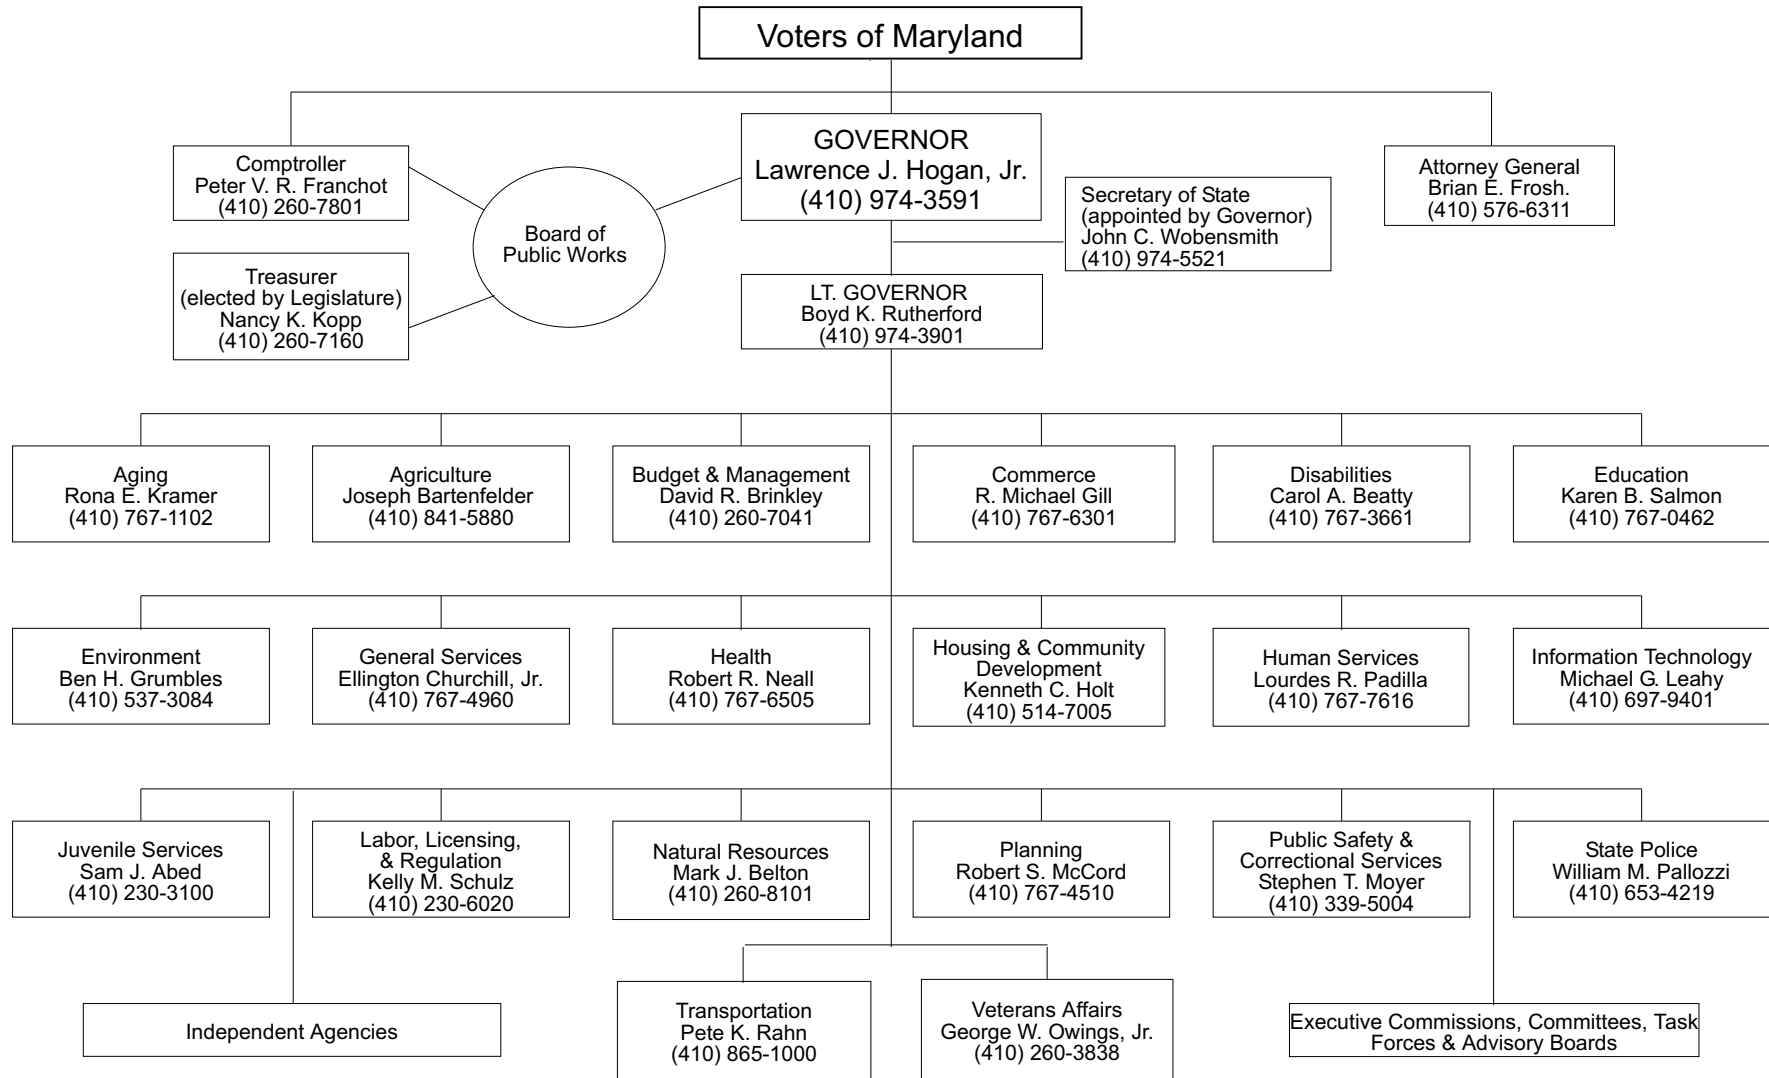 Voters of Maryland
GOVERNOR
Lawrence J. Hogan, Jr.
(410) 974-3591
Comptroller
Peter V. R. Franchot
(410) 260-7801
Board of
Public Works
Treasurer
(elected by Legislature)
Nancy K. Kopp
(410) 260-7160
Secretary of State
(appointed by Governor)
John C. Wobensmith
(410) 974-5521
Attorney General
Brian E. Frosh.
(410) 576-6311
LT. GOVERNOR
Boyd K. Rutherford
(410) 974-3901
Aging
Rona E. Kramer
(410) 767-1102
Agriculture
Joseph Bartenfelder
(410) 841-5880
Budget & Management
David R. Brinkley
(410) 260-7041
Commerce
R. Michael Gill
(410) 767-6301
Disabilities
Carol A. Beatty
(410) 767-3661
Education
Karen B. Salmon
(410) 767-0462
Environment
Ben H. Grumbles
(410) 537-3084
General Services
Ellington Churchill, Jr.
(410) 767-4960
Health
Robert R. Neall
(410) 767-6505
Housing & Community
Development
Kenneth C. Holt
(410) 514-7005
Human Services
Lourdes R. Padilla
(410) 767-7616
Information Technology
Michael G. Leahy
(410) 697-9401
Juvenile Services
Sam J. Abed
(410) 230-3100
Labor, Licensing,
& Regulation
Kelly M. Schulz
(410) 230-6020
Natural Resources
Mark J. Belton
(410) 260-8101
Planning
Robert S. McCord
(410) 767-4510
Public Safety &
Correctional Services
Stephen T. Moyer
(410) 339-5004
State Police
William M. Pallozzi
(410) 653-4219
Independent Agencies
Transportation
Pete K. Rahn
(410) 865-1000
Veterans Affairs
George W. Owings, Jr.
(410) 260-3838
Executive Commissions, Committees, Task
Forces & Advisory Boards